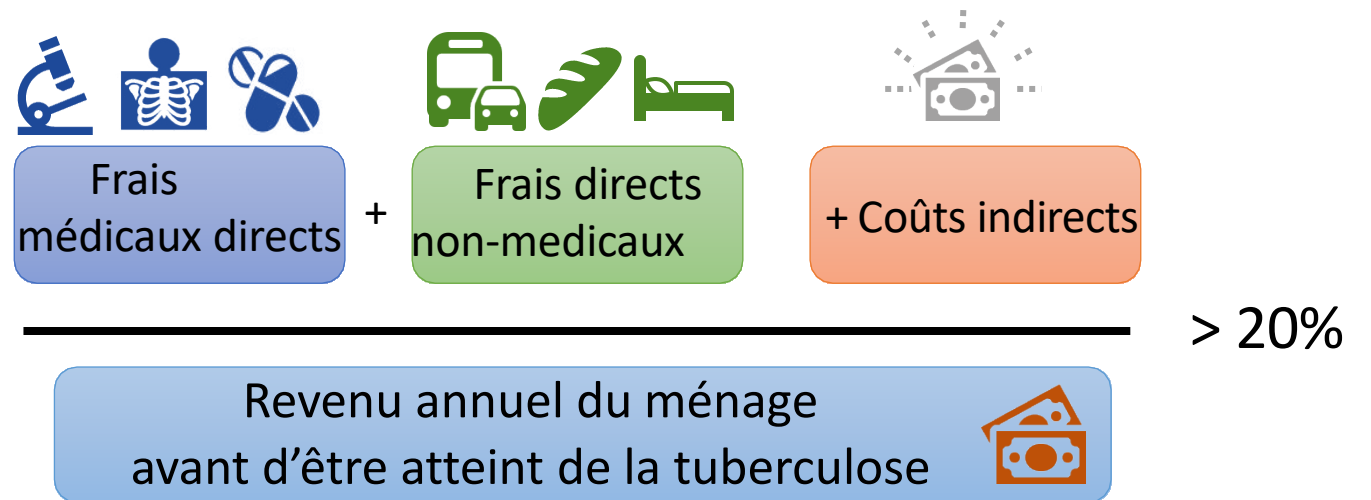 Frais
médicaux directs
+
Frais directs
non-medicaux
+ Coûts indirects
> 20%
Revenu annuel du ménage
avant d’être atteint de la tuberculose